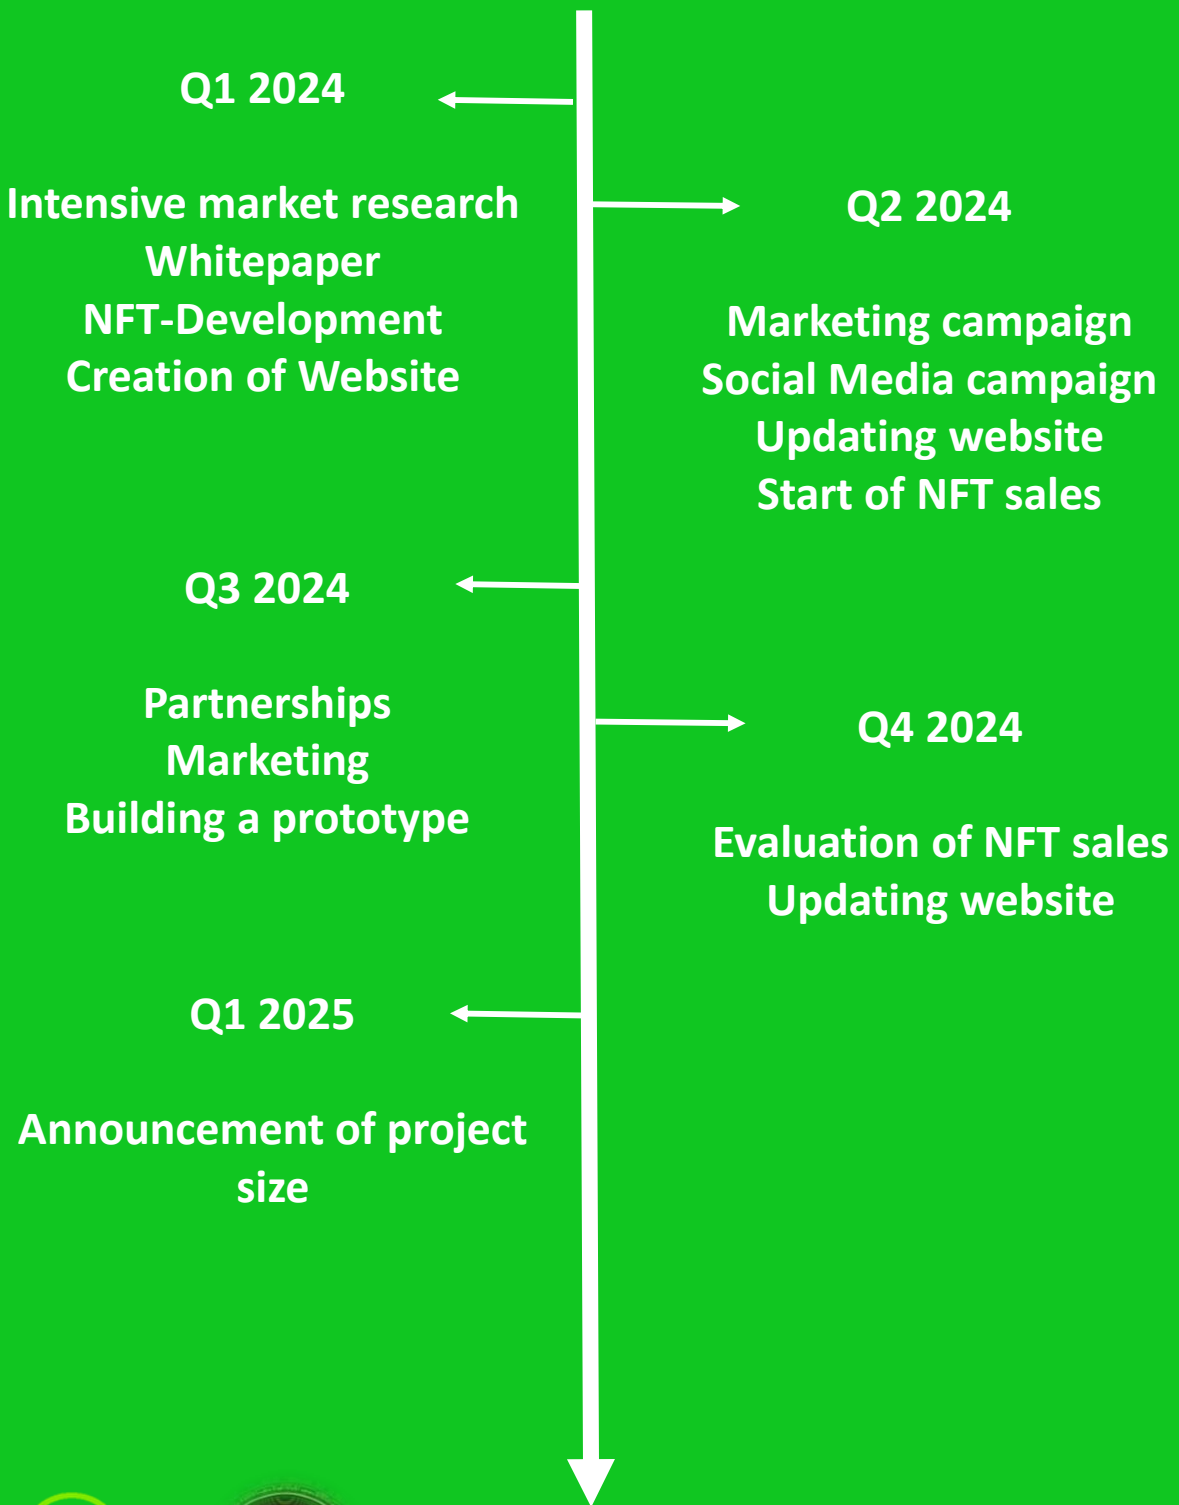 Q1 2024
Intensive market research
Whitepaper
NFT-Development
Creation of Website
Q2 2024
Marketing campaign
Social Media campaign
Updating website
Start of NFT sales
Q3 2024
Partnerships
Marketing
Building a prototype
Q4 2024
Evaluation of NFT sales
Updating website
Q1 2025
Announcement of project
size